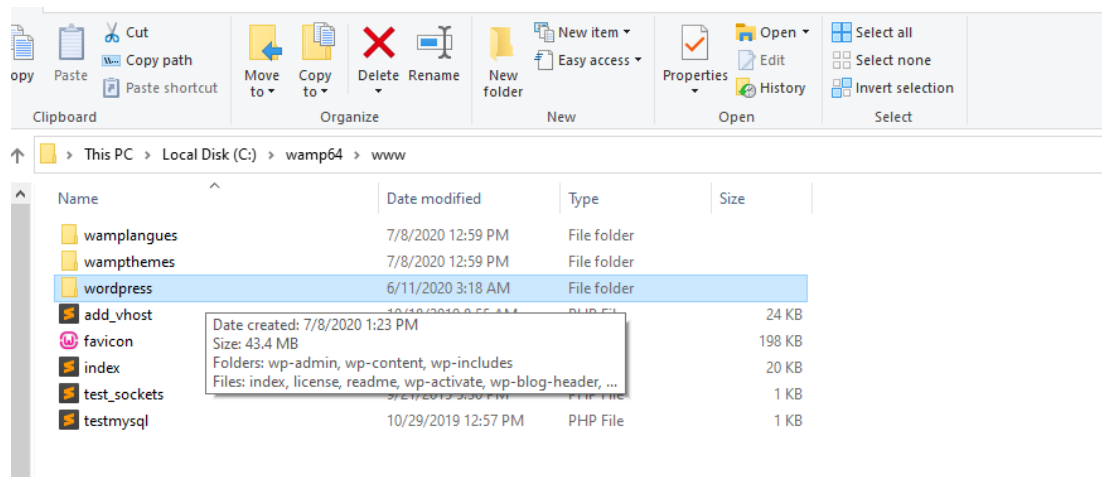 Cut
Copy path
Paste shortcut
opy
Paste
Move to
Copy to
Delete
Rename
New folder
New item
Easy access
Properties
Open
Edit
History
Select all
Select none
Invert selection
Clipboard
Organize
New
Open
Select
This PC > Local Disk (C:) > wamp64 > www
Name Date modified Type Size
wamplangues 7/8/2020 12:59 PM File folder
wampthemes 7/8/2020 12:59 PM File folder
wordpress 6/11/2020 3:18 AM File folder
add_vhost 24 KB
Date created: 7/8/2020 1:23 PM
Size: 43.4 MB
Folders: wp-admin, wp-content, wp-includes
Files: index, license, readme, wp-activate, wp-blog-header, ...
favicon 198 KB
index 20 KB
test_sockets 1 KB
testmysql 10/29/2019 12:57 PM PHP File 1 KB